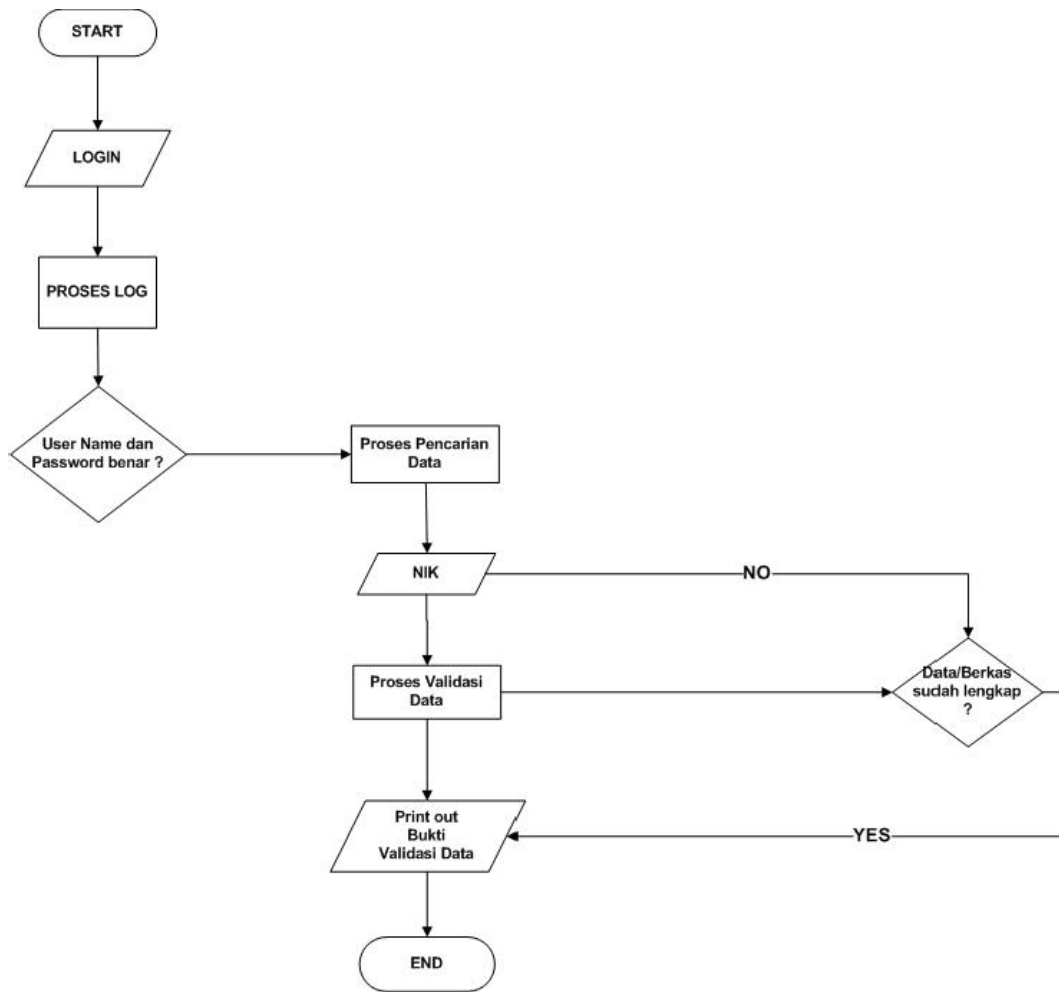 START
LOGIN
PROSES LOG
User Name dan
Password benar ?
Proses Pencarian
Data
NIK
NO
Proses Validasi
Data
Data/Berkas
sudah lengkap
?
Print out
Bukti
Validasi Data
YES
END